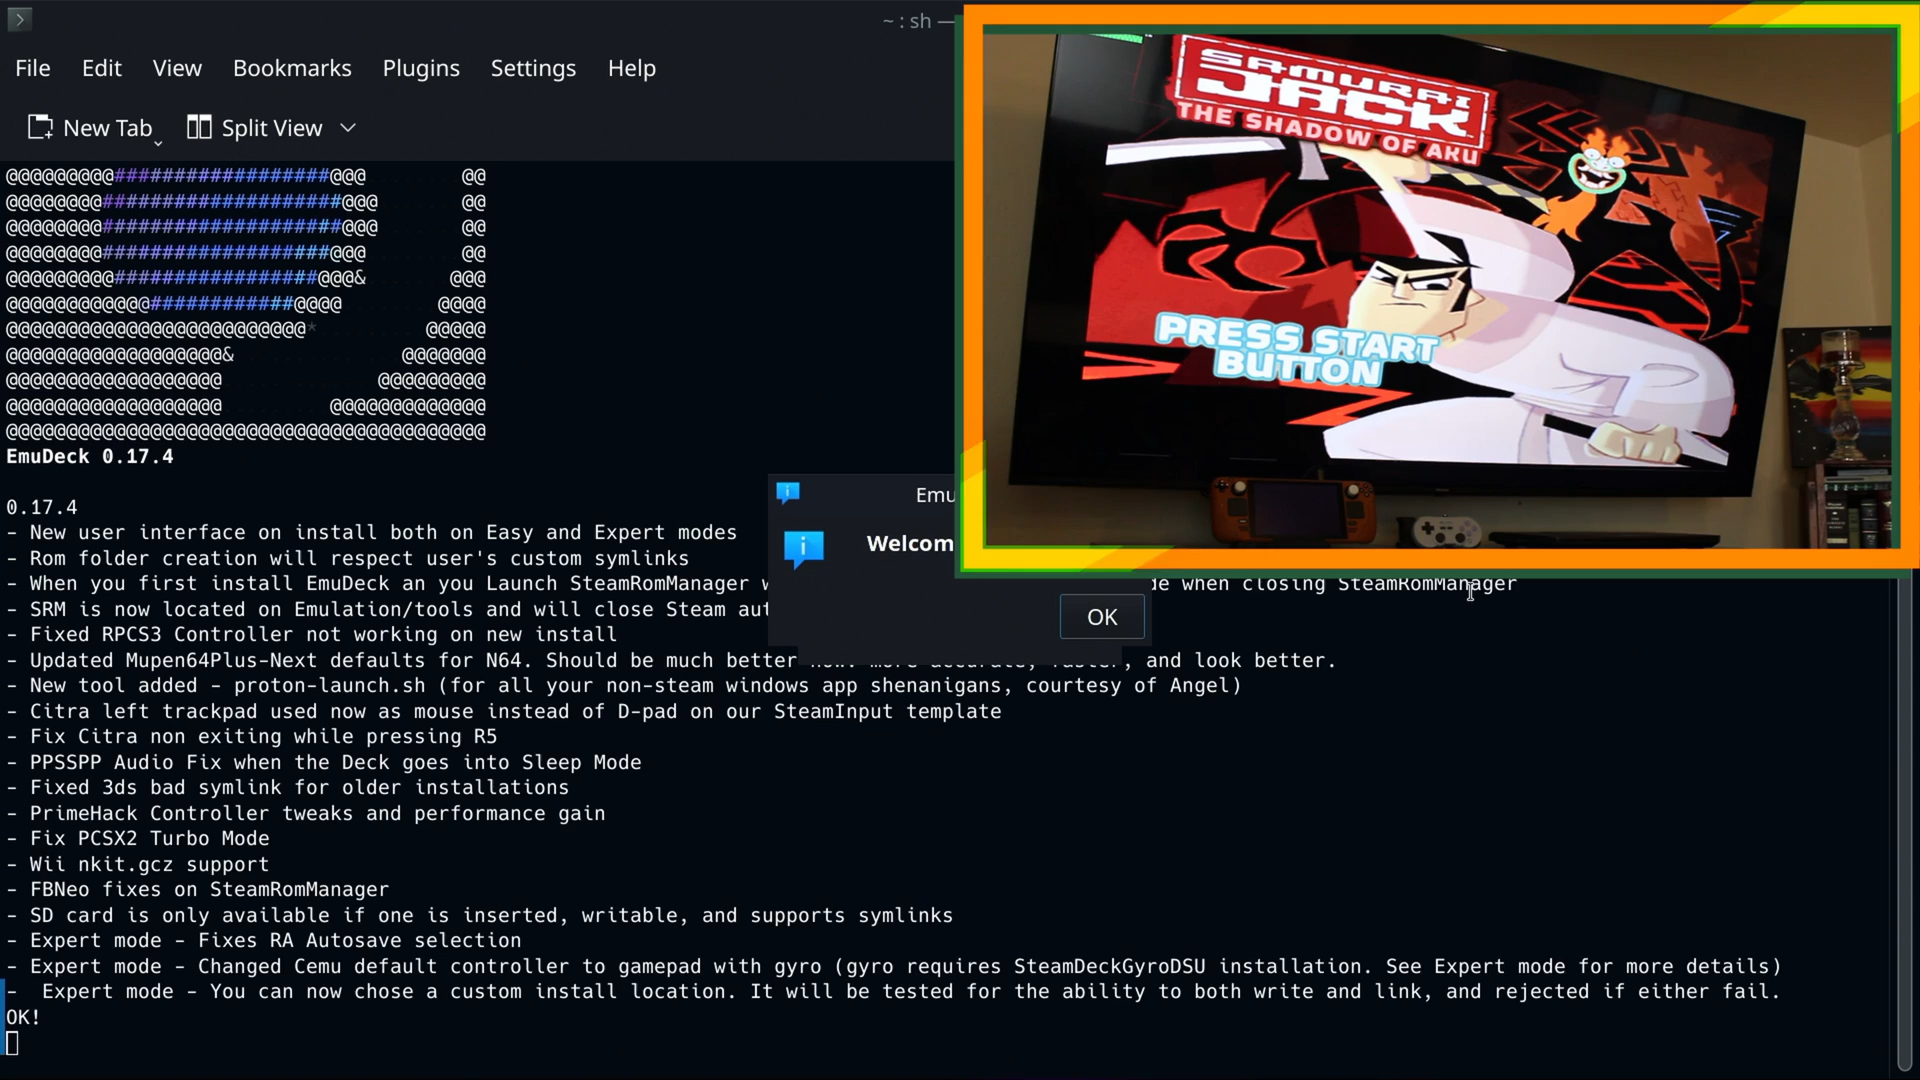 ~ : sh —
File Edit View Bookmarks Plugins Settings Help
New Tab Split View
SAMURAI
JACK
THE SHADOW OF AKU
PRESS START
BUTTON
@@@@@@@@@##################@@@        @@
@@@@@@@@####################@@@       @@
@@@@@@@@####################@@@       @@
@@@@@@@@###################@@@        @@
@@@@@@@@@#################@@@&       @@@
@@@@@@@@@@@@############@@@@        @@@@
@@@@@@@@@@@@@@@@@@@@@@@@@*         @@@@@
@@@@@@@@@@@@@@@@@@&              @@@@@@@
@@@@@@@@@@@@@@@@@@             @@@@@@@@@
@@@@@@@@@@@@@@@@@@         @@@@@@@@@@@@@
@@@@@@@@@@@@@@@@@@@@@@@@@@@@@@@@@@@@@@@@
EmuDeck 0.17.4
0.17.4
- New user interface on install both on Easy and Expert modes
- Rom folder creation will respect user's custom symlinks
- When you first install EmuDeck an you Launch SteamRomManager when closing SteamRomManager
- SRM is now located on Emulation/tools and will close Steam
- Fixed RPCS3 Controller not working on new install
- Updated Mupen64Plus-Next defaults for N64. Should be much better and look better.
- New tool added - proton-launch.sh (for all your non-steam windows app shenanigans, courtesy of Angel)
- Citra left trackpad used now as mouse instead of D-pad on our SteamInput template
- Fix Citra non exiting while pressing R5
- PPSSPP Audio Fix when the Deck goes into Sleep Mode
- Fixed 3ds bad symlink for older installations
- PrimeHack Controller tweaks and performance gain
- Fix PCSX2 Turbo Mode
- Wii nkit.gcz support
- FBNeo fixes on SteamRomManager
- SD card is only available if one is inserted, writable, and supports symlinks
- Expert mode - Fixes RA Autosave selection
- Expert mode - Changed Cemu default controller to gamepad with gyro (gyro requires SteamDeckGyroDSU installation. See Expert mode for more details)
-  Expert mode - You can now chose a custom install location. It will be tested for the ability to both write and link, and rejected if either fail.
OK!
Emu
Welcom
OK